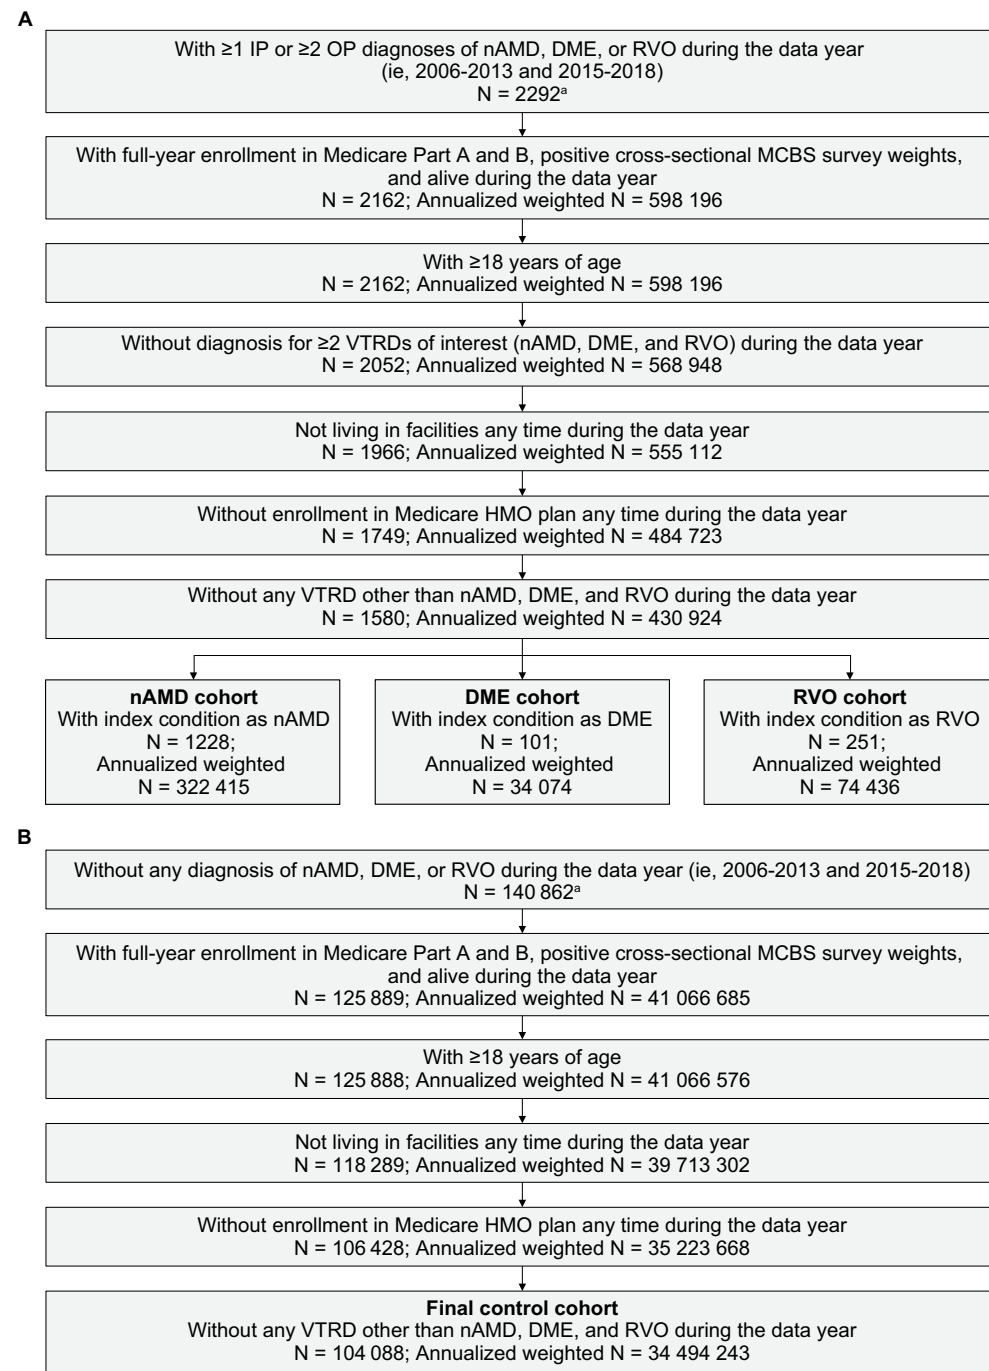 A
With ≥1 IP or ≥2 OP diagnoses of nAMD, DME, or RVO during the data year
(ie, 2006-2013 and 2015-2018)
N = 2292ᵃ
With full-year enrollment in Medicare Part A and B, positive cross-sectional MCBS survey weights,
and alive during the data year
N = 2162; Annualized weighted N = 598 196
With ≥18 years of age
N = 2162; Annualized weighted N = 598 196
Without diagnosis for ≥2 VTRDs of interest (nAMD, DME, and RVO) during the data year
N = 2052; Annualized weighted N = 568 948
Not living in facilities any time during the data year
N = 1966; Annualized weighted N = 555 112
Without enrollment in Medicare HMO plan any time during the data year
N = 1749; Annualized weighted N = 484 723
Without any VTRD other than nAMD, DME, and RVO during the data year
N = 1580; Annualized weighted N = 430 924
nAMD cohort
With index condition as nAMD
N = 1228;
Annualized weighted
N = 322 415
DME cohort
With index condition as DME
N = 101;
Annualized weighted
N = 34 074
RVO cohort
With index condition as RVO
N = 251;
Annualized weighted
N = 74 436
B
Without any diagnosis of nAMD, DME, or RVO during the data year (ie, 2006-2013 and 2015-2018)
N = 140 862ᵃ
With full-year enrollment in Medicare Part A and B, positive cross-sectional MCBS survey weights,
and alive during the data year
N = 125 889; Annualized weighted N = 41 066 685
With ≥18 years of age
N = 125 888; Annualized weighted N = 41 066 576
Not living in facilities any time during the data year
N = 118 289; Annualized weighted N = 39 713 302
Without enrollment in Medicare HMO plan any time during the data year
N = 106 428; Annualized weighted N = 35 223 668
Final control cohort
Without any VTRD other than nAMD, DME, and RVO during the data year
N = 104 088; Annualized weighted N = 34 494 243